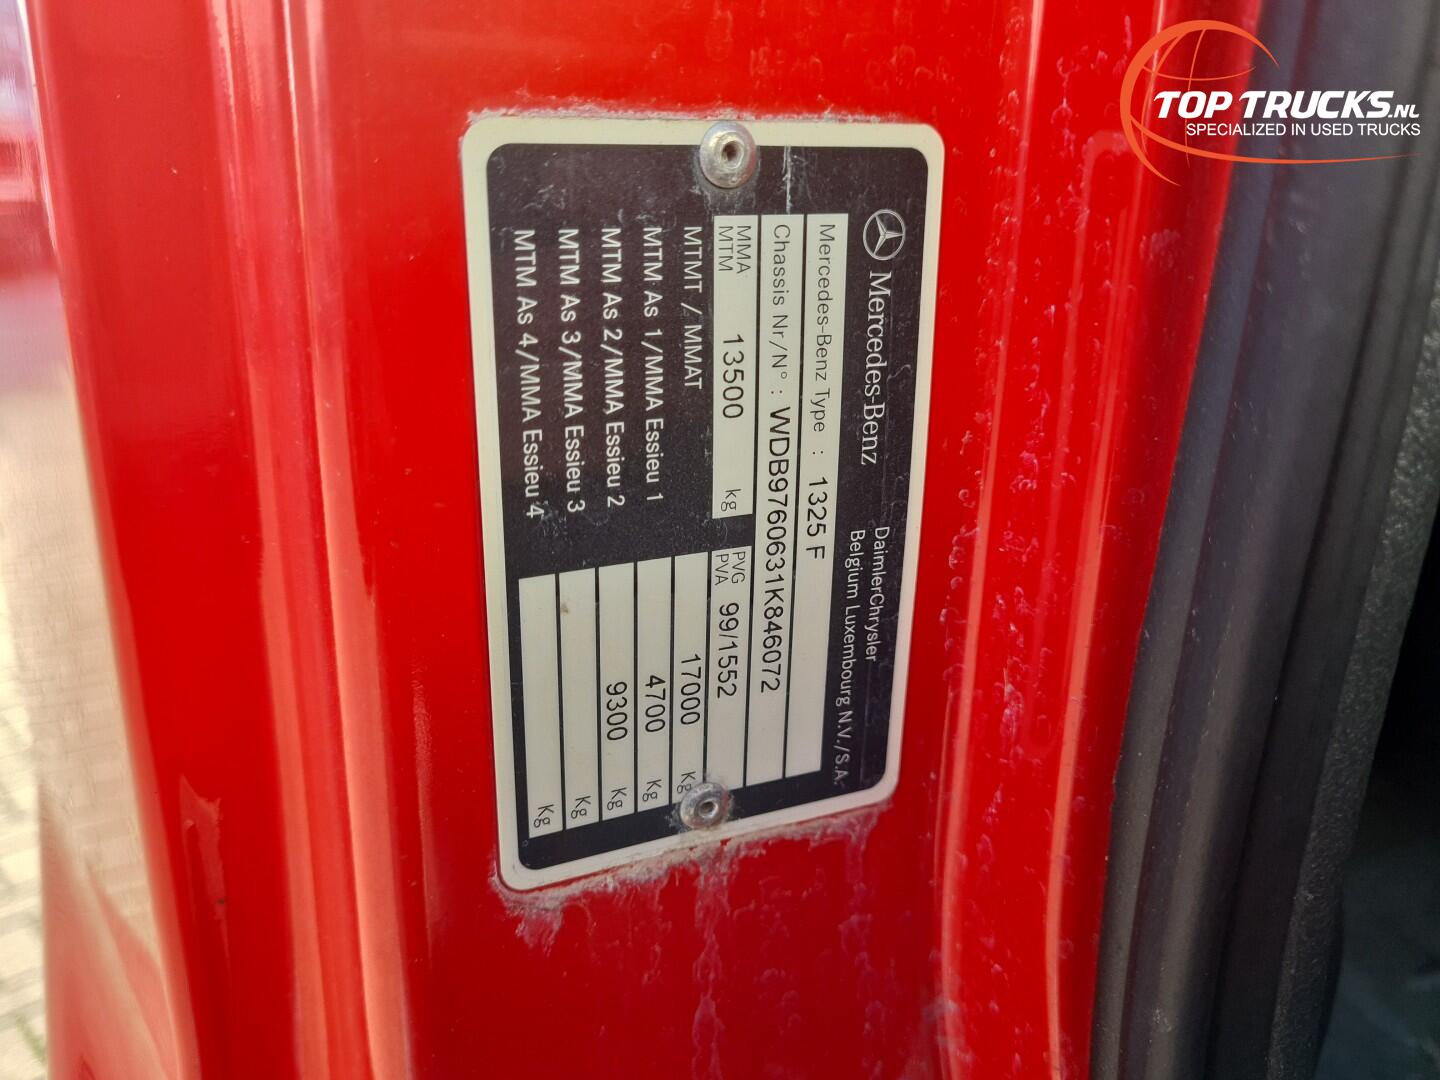 TOP TRUCKS.NL
SPECIALIZED IN USED TRUCKS
Mercedes-Benz
DaimlerChrysler
Belgium Luxembourg N.V./S.A.
Mercedes-Benz Type : 1325 F
Chassis Nr/N° : WDB9760631K846072
MMA
MTM 13500 kg
PVG
PVA 99/1552
MTMT / MMAT 17000 Kg
MTM As 1/MMA Essieu 1 4700 Kg
MTM As 2/MMA Essieu 2 9300 Kg
MTM As 3/MMA Essieu 3 Kg
MTM As 4/MMA Essieu 4 Kg